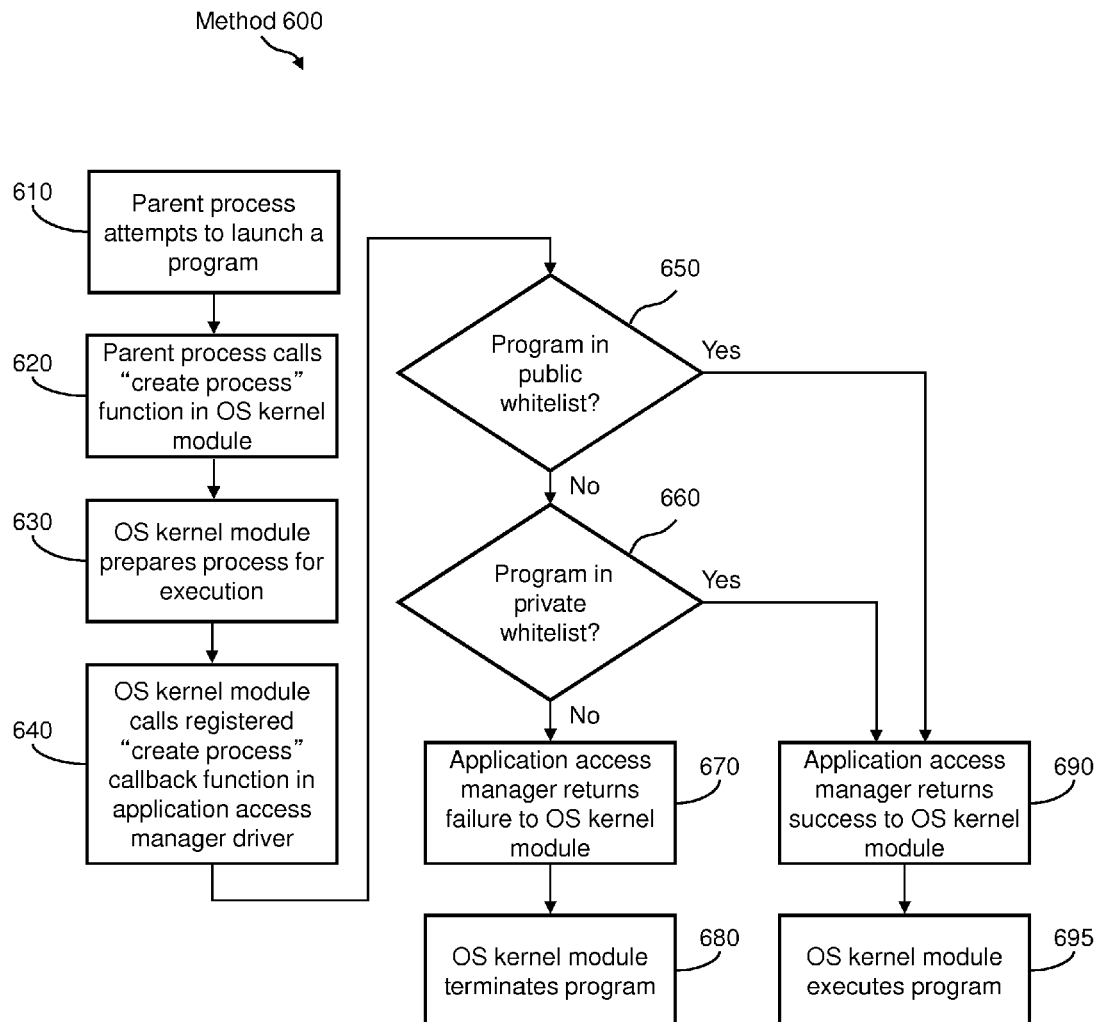 Method 600
610
Parent process
attempts to launch a
program
620
Parent process calls
“create process”
function in OS kernel
module
630
OS kernel module
prepares process for
execution
640
OS kernel module
calls registered
“create process”
callback function in
application access
manager driver
650
Program in
public
whitelist?
Yes
No
660
Program in
private
whitelist?
Yes
No
670
Application access
manager returns
failure to OS kernel
module
690
Application access
manager returns
success to OS kernel
module
680
OS kernel module
terminates program
695
OS kernel module
executes program